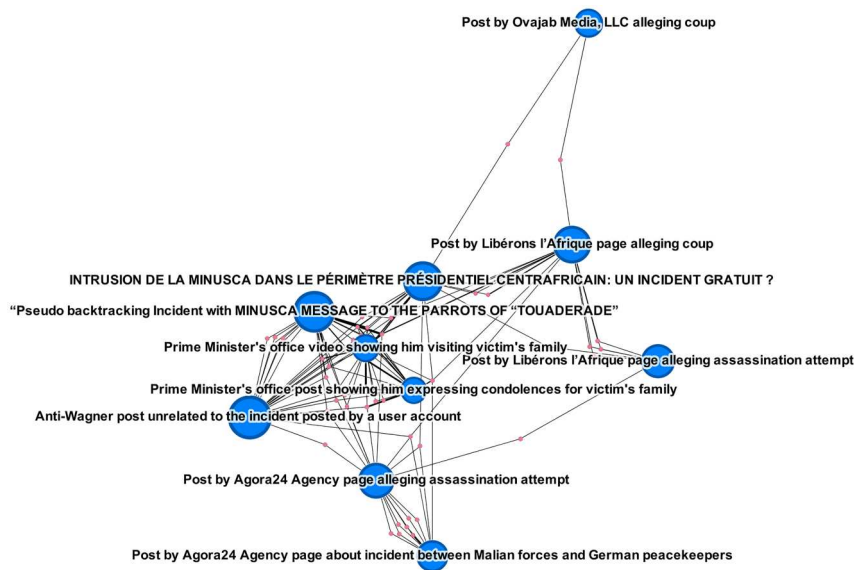 Post by Ovajab Media, LLC alleging coup
Post by Libérons l'Afrique page alleging coup
INTRUSION DE LA MINUSCA DANS LE PÉRIMÈTRE PRÉSIDENTIEL CENTRAFRICAIN: UN INCIDENT GRATUIT ?
“Pseudo backtracking Incident with MINUSCA MESSAGE TO THE PARROTS OF “TOUADERADE”
Prime Minister's office video showing him visiting victim's family
Post by Libérons l'Afrique page alleging assassination attempt
Prime Minister's office post showing him expressing condolences for victim's family
Anti-Wagner post unrelated to the incident posted by a user account
Post by Agora24 Agency page alleging assassination attempt
Post by Agora24 Agency page about incident between Malian forces and German peacekeepers